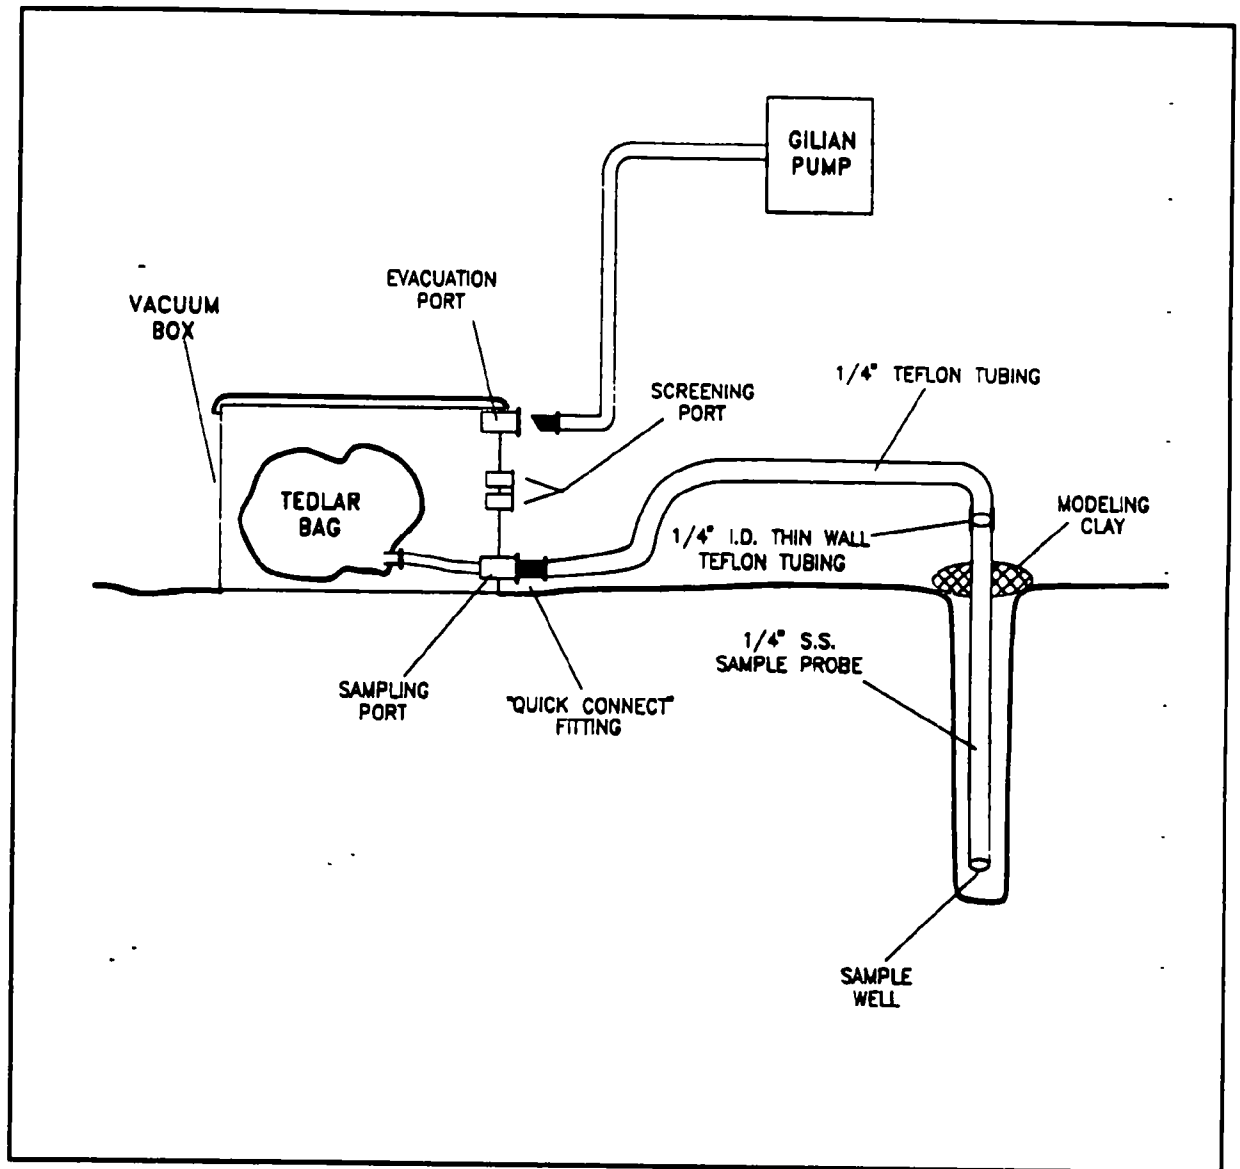 GILIAN
PUMP
EVACUATION
PORT
VACUUM
BOX
1/4" TEFLON TUBING
SCREENING
PORT
TEDLAR
BAG
MODELING
CLAY
1/4" I.D. THIN WALL
TEFLON TUBING
1/4" S.S.
SAMPLE PROBE
SAMPLING
PORT
"QUICK CONNECT"
FITTING
SAMPLE
WELL